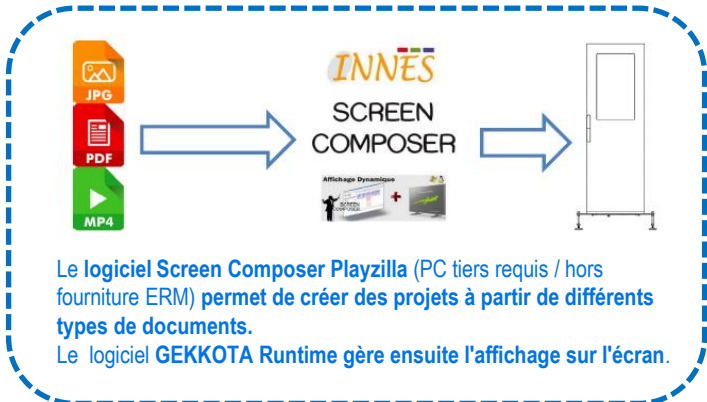 JPG
PDF
MP4
INNES
SCREEN
COMPOSER
Affichage Dynamique
SCREEN
COMPOSER
+
Le logiciel Screen Composer Playzilla (PC tiers requis / hors
fourniture ERM) permet de créer des projets à partir de différents
types de documents.
Le logiciel GEKKOTA Runtime gère ensuite l'affichage sur l'écran.